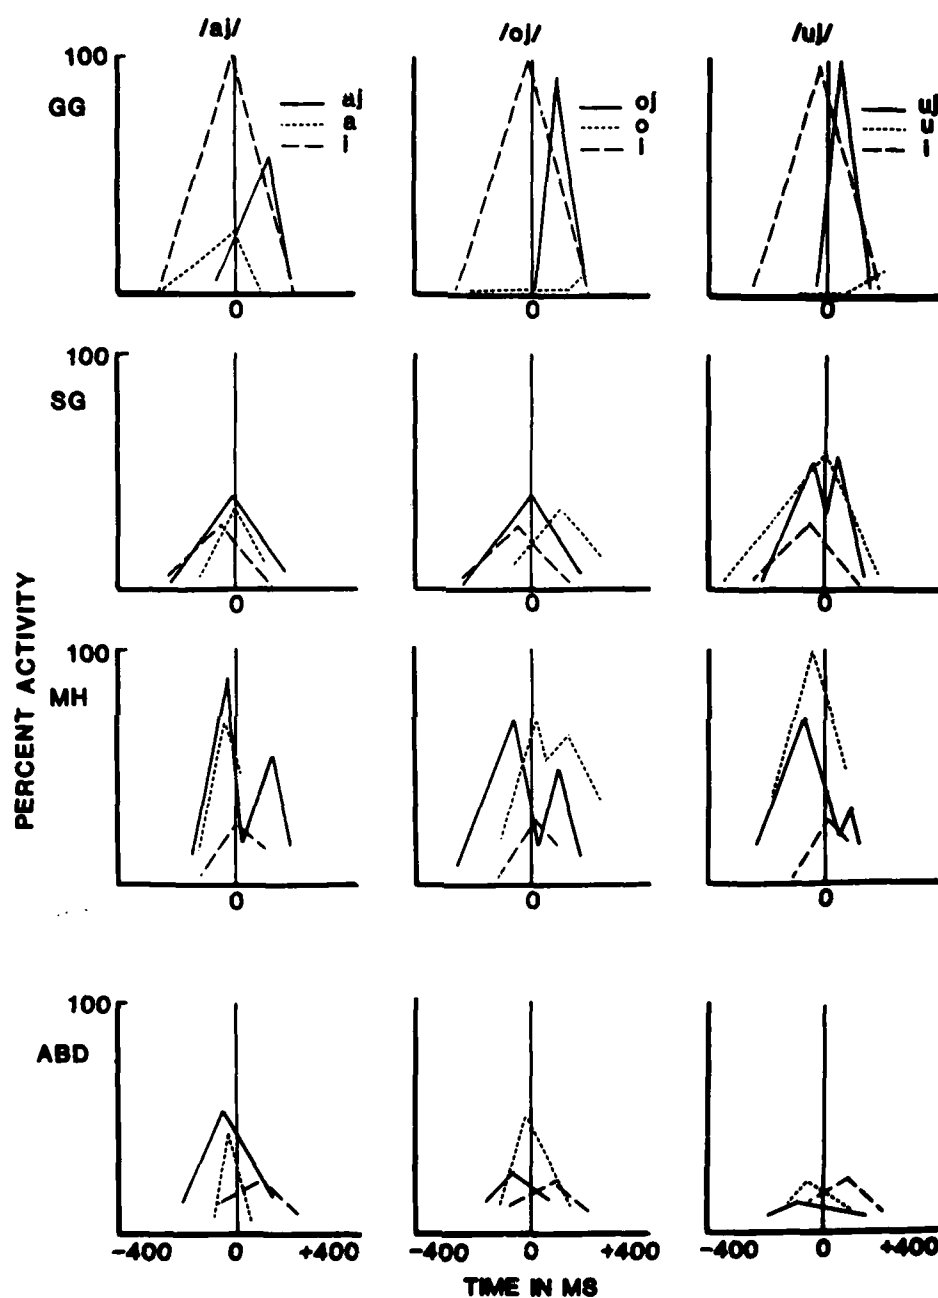 /aj/ /oj/ /uj/
100
GG
aj
a
i
oj
o
i
uj
u
i
0 0 0
100
SG
0 0 0
100
MH
0 0 0
PERCENT ACTIVITY
100
ABD
-400 0 +400 -400 0 +400 -400 0 +400
TIME IN MS